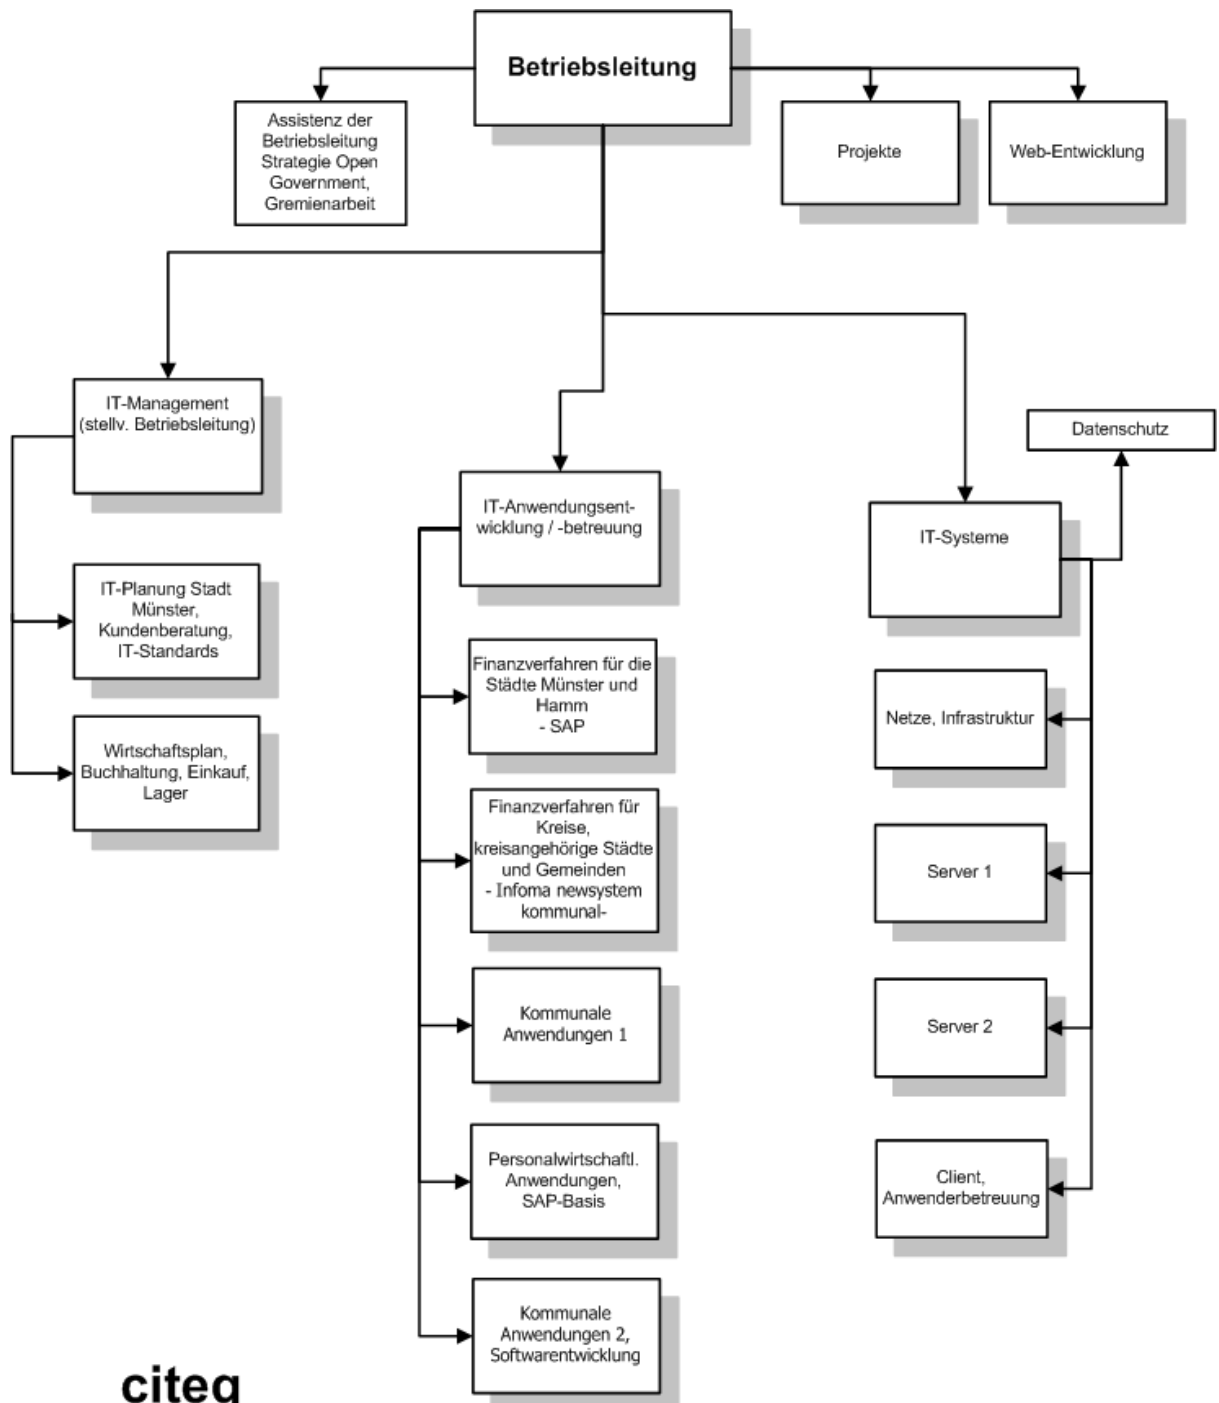 Betriebsleitung
Assistenz der
Betriebsleitung
Strategie Open
Government,
Gremienarbeit
Projekte
Web-Entwicklung
IT-Management
(stellv. Betriebsleitung)
IT-Planung Stadt
Münster,
Kundenberatung,
IT-Standards
Wirtschaftsplan,
Buchhaltung, Einkauf,
Lager
IT-Anwendungsent-
wicklung / -betreuung
Finanzverfahren für die
Städte Münster und
Hamm
- SAP
Finanzverfahren für
Kreise,
kreisangehörige Städte
und Gemeinden
- Infoma newsystem
kommunal-
Kommunale
Anwendungen 1
Personalwirtschaftl.
Anwendungen,
SAP-Basis
Kommunale
Anwendungen 2,
Softwarentwicklung
Datenschutz
IT-Systeme
Netze, Infrastruktur
Server 1
Server 2
Client,
Anwenderbetreuung
citeq